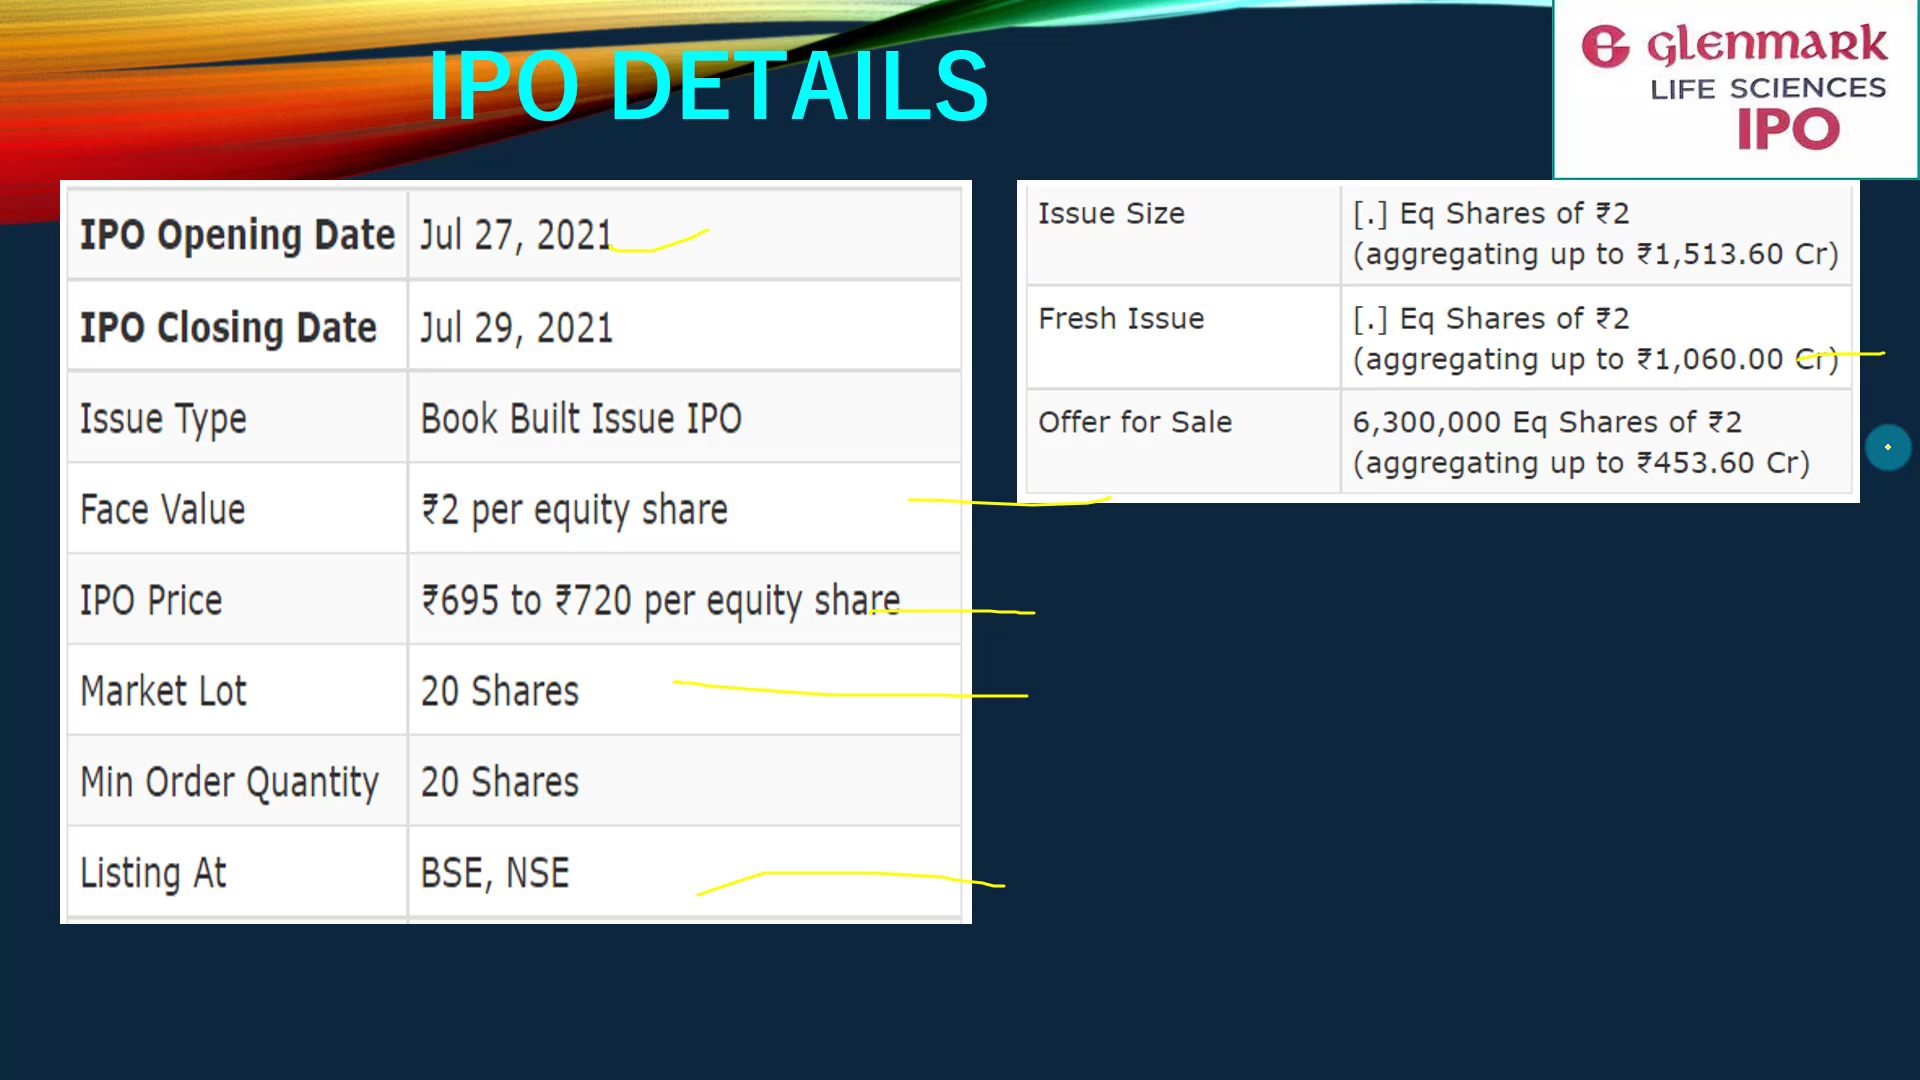 IPO DETAILS
Glenmark
LIFE SCIENCES
IPO
IPO Opening Date Jul 27, 2021
IPO Closing Date Jul 29, 2021
Issue Type Book Built Issue IPO
Face Value ₹2 per equity share
IPO Price ₹695 to ₹720 per equity share
Market Lot 20 Shares
Min Order Quantity 20 Shares
Listing At BSE, NSE
Issue Size [.] Eq Shares of ₹2
(aggregating up to ₹1,513.60 Cr)
Fresh Issue [.] Eq Shares of ₹2
(aggregating up to ₹1,060.00 Cr)
Offer for Sale 6,300,000 Eq Shares of ₹2
(aggregating up to ₹453.60 Cr)